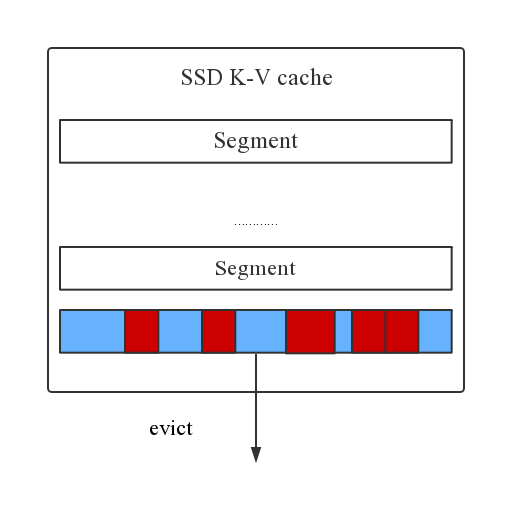 SSD K-V cache
Segment
............
Segment
evict